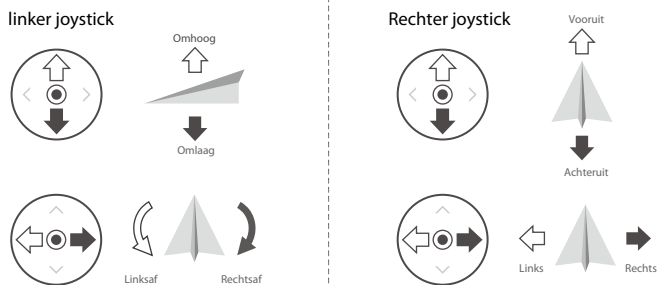 linker joystick
Omhoog
Omlaag
Linksaf
Rechtsaf
Rechter joystick
Vooruit
Achteruit
Links
Rechts